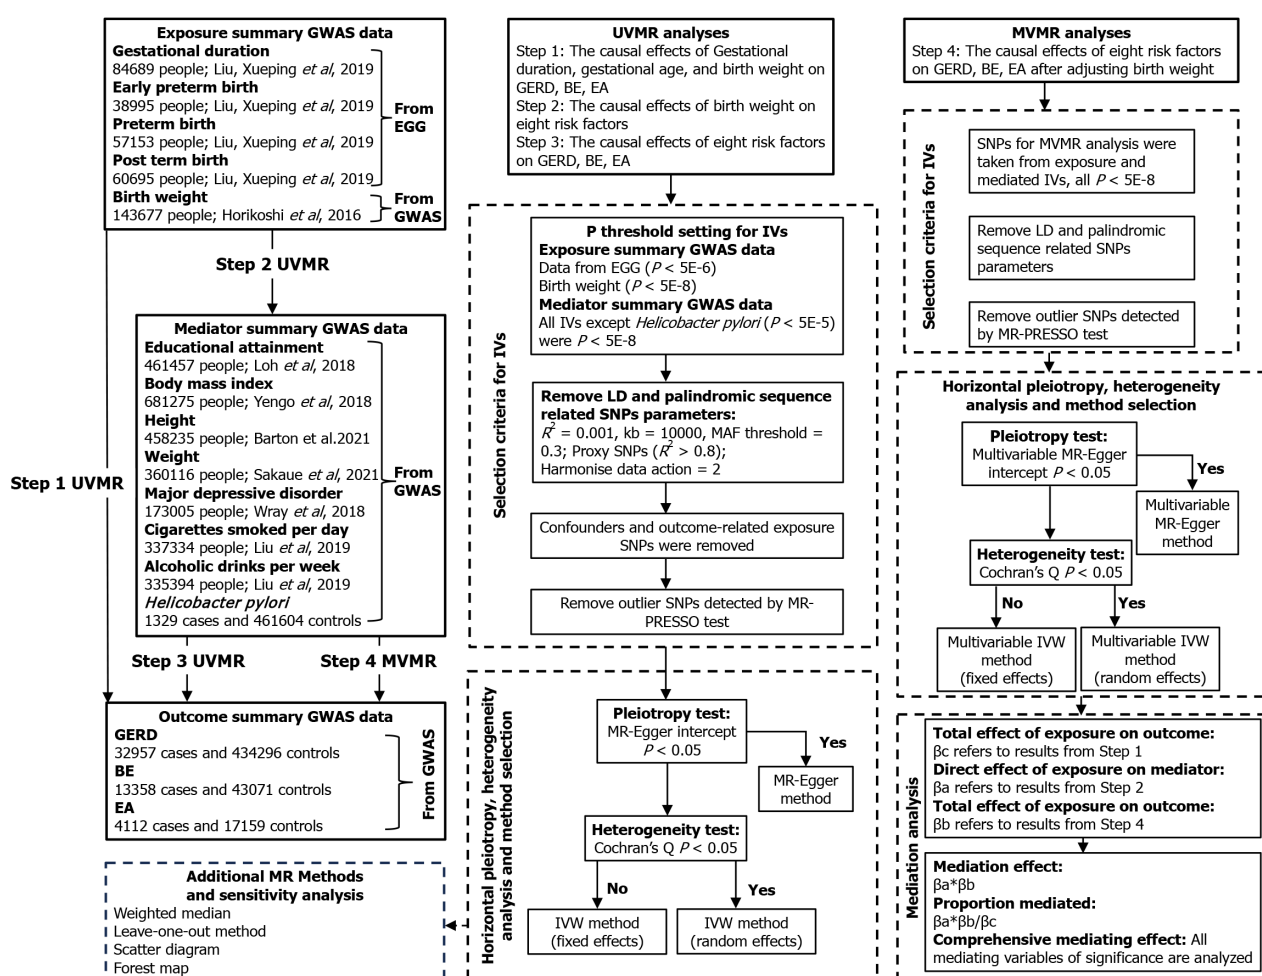 Exposure summary GWAS data
Gestational duration
84689 people; Liu, Xueping et al, 2019
Early preterm birth
38995 people; Liu, Xueping et al, 2019
Preterm birth
57153 people; Liu, Xueping et al, 2019
Post term birth
60695 people; Liu, Xueping et al, 2019
Birth weight
143677 people; Horikoshi et al, 2016
From
EGG
From
GWAS
Step 2 UVMR
Mediator summary GWAS data
Educational attainment
461457 people; Loh et al, 2018
Body mass index
681275 people; Yengo et al, 2018
Height
458235 people; Barton et al.2021
Weight
360116 people; Sakaue et al, 2021
Major depressive disorder
173005 people; Wray et al, 2018
Cigarettes smoked per day
337334 people; Liu et al, 2019
Alcoholic drinks per week
335394 people; Liu et al, 2019
Helicobacter pylori
1329 cases and 461604 controls
From
GWAS
Step 1 UVMR
Step 3 UVMR
Step 4 MVMR
Outcome summary GWAS data
GERD
32957 cases and 434296 controls
BE
13358 cases and 43071 controls
EA
4112 cases and 17159 controls
From GWAS
Additional MR Methods
and sensitivity analysis
Weighted median
Leave-one-out method
Scatter diagram
Forest map
UVMR analyses
Step 1: The causal effects of Gestational
duration, gestational age, and birth weight on
GERD, BE, EA
Step 2: The causal effects of birth weight on
eight risk factors
Step 3: The causal effects of eight risk factors
on GERD, BE, EA
Selection criteria for IVs
P threshold setting for IVs
Exposure summary GWAS data
Data from EGG (P < 5E-6)
Birth weight (P < 5E-8)
Mediator summary GWAS data
All IVs except Helicobacter pylori (P < 5E-5)
were P < 5E-8
Remove LD and palindromic sequence
related SNPs parameters:
R² = 0.001, kb = 10000, MAF threshold =
0.3; Proxy SNPs (R² > 0.8);
Harmonise data action = 2
Confounders and outcome-related exposure
SNPs were removed
Remove outlier SNPs detected by MR-
PRESSO test
Horizontal pleiotropy, heterogeneity
analysis and method selection
Pleiotropy test:
MR-Egger intercept
P < 0.05
Yes
MR-Egger
method
Heterogeneity test:
Cochran's Q P < 0.05
No
Yes
IVW method
(fixed effects)
IVW method
(random effects)
MVMR analyses
Step 4: The causal effects of eight risk factors
on GERD, BE, EA after adjusting birth weight
Selection criteria for IVs
SNPs for MVMR analysis were
taken from exposure and
mediated IVs, all P < 5E-8
Remove LD and palindromic
sequence related SNPs
parameters
Remove outlier SNPs detected
by MR-PRESSO test
Horizontal pleiotropy, heterogeneity
analysis and method selection
Pleiotropy test:
Multivariable MR-Egger
intercept P < 0.05
Yes
Multivariable
MR-Egger
method
Heterogeneity test:
Cochran's Q P < 0.05
No
Yes
Multivariable IVW
method
(fixed effects)
Multivariable IVW
method
(random effects)
Mediation analysis
Total effect of exposure on outcome:
βc refers to results from Step 1
Direct effect of exposure on mediator:
βa refers to results from Step 2
Total effect of exposure on outcome:
βb refers to results from Step 4
Mediation effect:
βa*βb
Proportion mediated:
βa*βb/βc
Comprehensive mediating effect: All
mediating variables of significance are analyzed